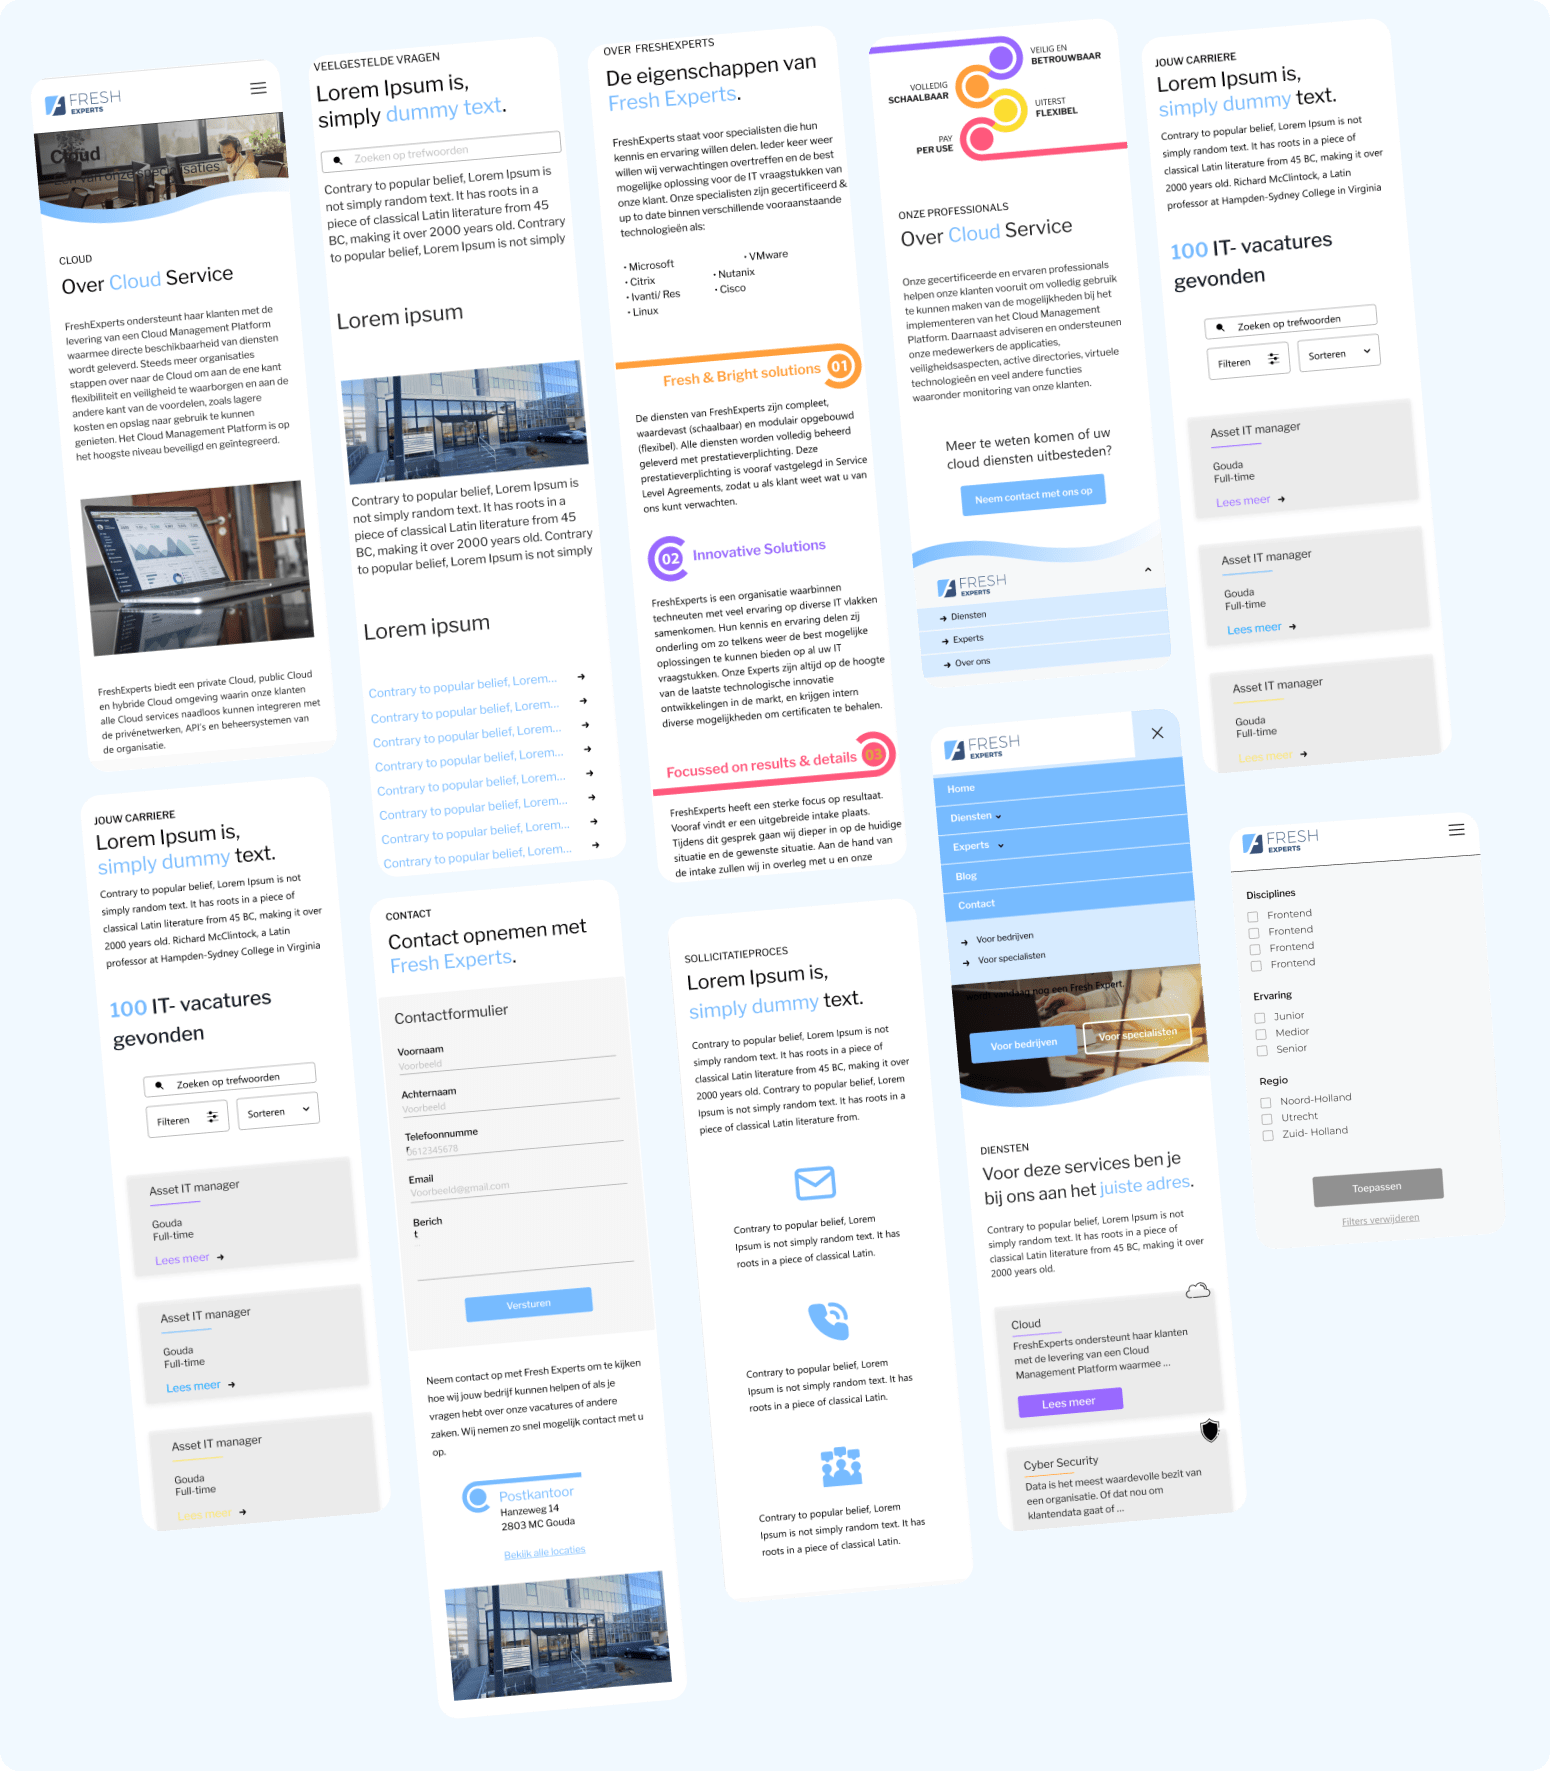 FRESH
EXPERTS
Cloud
Een van onze specialisaties
CLOUD
Over Cloud Service
FreshExperts ondersteunt haar klanten met de
levering van een Cloud Management Platform
waarmee directe beschikbaarheid van diensten
wordt geleverd. Steeds meer organisaties
stappen over naar de Cloud om aan de ene kant
flexibiliteit en veiligheid te waarborgen en aan de
andere kant van de voordelen, zoals lagere
kosten en opslag naar gebruik te kunnen
genieten. Het Cloud Management Platform is op
het hoogste niveau beveiligd en geïntegreerd.
FreshExperts biedt een private Cloud, public Cloud
en hybride Cloud omgeving waarin onze klanten
alle Cloud services naadloos kunnen integreren met
de privénetwerken, API's en beheersystemen van
de organisatie.
VEELGESTELDE VRAGEN
Lorem Ipsum is,
simply dummy text.
Zoeken op trefwoorden
Contrary to popular belief, Lorem Ipsum is
not simply random text. It has roots in a
piece of classical Latin literature from 45
BC, making it over 2000 years old. Contrary
to popular belief, Lorem Ipsum is not simply
Lorem ipsum
Contrary to popular belief, Lorem Ipsum is
not simply random text. It has roots in a
piece of classical Latin literature from 45
BC, making it over 2000 years old. Contrary
to popular belief, Lorem Ipsum is not simply
Lorem ipsum
Contrary to popular belief, Lorem...
Contrary to popular belief, Lorem...
Contrary to popular belief, Lorem...
Contrary to popular belief, Lorem...
Contrary to popular belief, Lorem...
Contrary to popular belief, Lorem...
Contrary to popular belief, Lorem...
Contrary to popular belief, Lorem...
OVER FRESHEXPERTS
De eigenschappen van
Fresh Experts.
FreshExperts staat voor specialisten die hun
kennis en ervaring willen delen. Ieder keer weer
willen wij verwachtingen overtreffen en de best
mogelijke oplossing voor de IT vraagstukken van
onze klant. Onze specialisten zijn gecertificeerd &
up to date binnen verschillende vooraanstaande
technologieën als:
• Microsoft
• Citrix
• Ivanti/ Res
• Linux
• VMware
• Nutanix
• Cisco
Fresh & Bright solutions 01
De diensten van FreshExperts zijn compleet,
waardevast (schaalbaar) en modulair opgebouwd
(flexibel). Alle diensten worden volledig beheerd
geleverd met prestatieverplichting. Deze
prestatieverplichting is vooraf vastgelegd in Service
Level Agreements, zodat u als klant weet wat u van
ons kunt verwachten.
02 Innovative Solutions
FreshExperts is een organisatie waarbinnen
techneuten met veel ervaring op diverse IT vlakken
samenkomen. Hun kennis en ervaring delen zij
onderling om zo telkens weer de best mogelijke
oplossingen te kunnen bieden op al uw IT
vraagstukken. Onze Experts zijn altijd op de hoogte
van de laatste technologische innovatie
ontwikkelingen in de markt, en krijgen intern
diverse mogelijkheden om certificaten te behalen.
Focussed on results & details 03
FreshExperts heeft een sterke focus op resultaat.
Vooraf vindt er een uitgebreide intake plaats.
Tijdens dit gesprek gaan wij dieper in op de huidige
situatie en de gewenste situatie. Aan de hand van
de intake zullen wij in overleg met u en onze
VEILIG EN
BETROUWBAAR
VOLLEDIG
SCHAALBAAR
UITERST
FLEXIBEL
PAY
PER USE
ONZE PROFESSIONALS
Over Cloud Service
Onze gecertificeerde en ervaren professionals
helpen onze klanten vooruit om volledig gebruik
te kunnen maken van de mogelijkheden bij het
implementeren van het Cloud Management
Platform. Daarnaast adviseren en ondersteunen
onze medewerkers de applicaties,
veiligheidsaspecten, active directories, virtuele
technologieën en veel andere functies
waaronder monitoring van onze klanten.
Meer te weten komen of uw
cloud diensten uitbesteden?
Neem contact met ons op
FRESH
EXPERTS
Diensten
Experts
Over ons
JOUW CARRIERE
Lorem Ipsum is,
simply dummy text.
Contrary to popular belief, Lorem Ipsum is not
simply random text. It has roots in a piece of
classical Latin literature from 45 BC, making it over
2000 years old. Richard McClintock, a Latin
professor at Hampden-Sydney College in Virginia
100 IT- vacatures
gevonden
Zoeken op trefwoorden
Filteren
Sorteren
Asset IT manager
Gouda
Full-time
Lees meer
Asset IT manager
Gouda
Full-time
Lees meer
Asset IT manager
Gouda
Full-time
Lees meer
JOUW CARRIERE
Lorem Ipsum is,
simply dummy text.
Contrary to popular belief, Lorem Ipsum is not
simply random text. It has roots in a piece of
classical Latin literature from 45 BC, making it over
2000 years old. Richard McClintock, a Latin
professor at Hampden-Sydney College in Virginia
100 IT- vacatures
gevonden
Zoeken op trefwoorden
Filteren
Sorteren
Asset IT manager
Gouda
Full-time
Lees meer
Asset IT manager
Gouda
Full-time
Lees meer
Asset IT manager
Gouda
Full-time
Lees meer
CONTACT
Contact opnemen met
Fresh Experts.
Contactformulier
Voornaam
Voorbeeld
Achternaam
Voorbeeld
Telefoonnumme
r
0612345678
Email
Voorbeeld@gmail.com
Berich
t
Versturen
Neem contact op met Fresh Experts om te kijken
hoe wij jouw bedrijf kunnen helpen of als je
vragen hebt over onze vacatures of andere
zaken. Wij nemen zo snel mogelijk contact met u
op.
Postkantoor
Hanzeweg 14
2803 MC Gouda
Bekijk alle locaties
SOLLICITATIEPROCES
Lorem Ipsum is,
simply dummy text.
Contrary to popular belief, Lorem Ipsum is not
simply random text. It has roots in a piece of
classical Latin literature from 45 BC, making it over
2000 years old. Contrary to popular belief, Lorem
Ipsum is not simply random text. It has roots in a
piece of classical Latin literature from.
Contrary to popular belief, Lorem
Ipsum is not simply random text. It has
roots in a piece of classical Latin.
Contrary to popular belief, Lorem
Ipsum is not simply random text. It has
roots in a piece of classical Latin.
Contrary to popular belief, Lorem
Ipsum is not simply random text. It has
roots in a piece of classical Latin.
FRESH
EXPERTS
Home
Diensten
Experts
Blog
Contact
Voor bedrijven
Voor specialisten
wordt vandaag nog een Fresh Expert.
Voor bedrijven
Voor specialisten
DIENSTEN
Voor deze services ben je
bij ons aan het juiste adres.
Contrary to popular belief, Lorem Ipsum is not
simply random text. It has roots in a piece of
classical Latin literature from 45 BC, making it over
2000 years old.
Cloud
FreshExperts ondersteunt haar klanten
met de levering van een Cloud
Management Platform waarmee ...
Lees meer
Cyber Security
Data is het meest waardevolle bezit van
een organisatie. Of dat nou om
klantendata gaat of ...
FRESH
EXPERTS
Disciplines
Frontend
Frontend
Frontend
Frontend
Ervaring
Junior
Medior
Senior
Regio
Noord-Holland
Utrecht
Zuid- Holland
Toepassen
Filters verwijderen